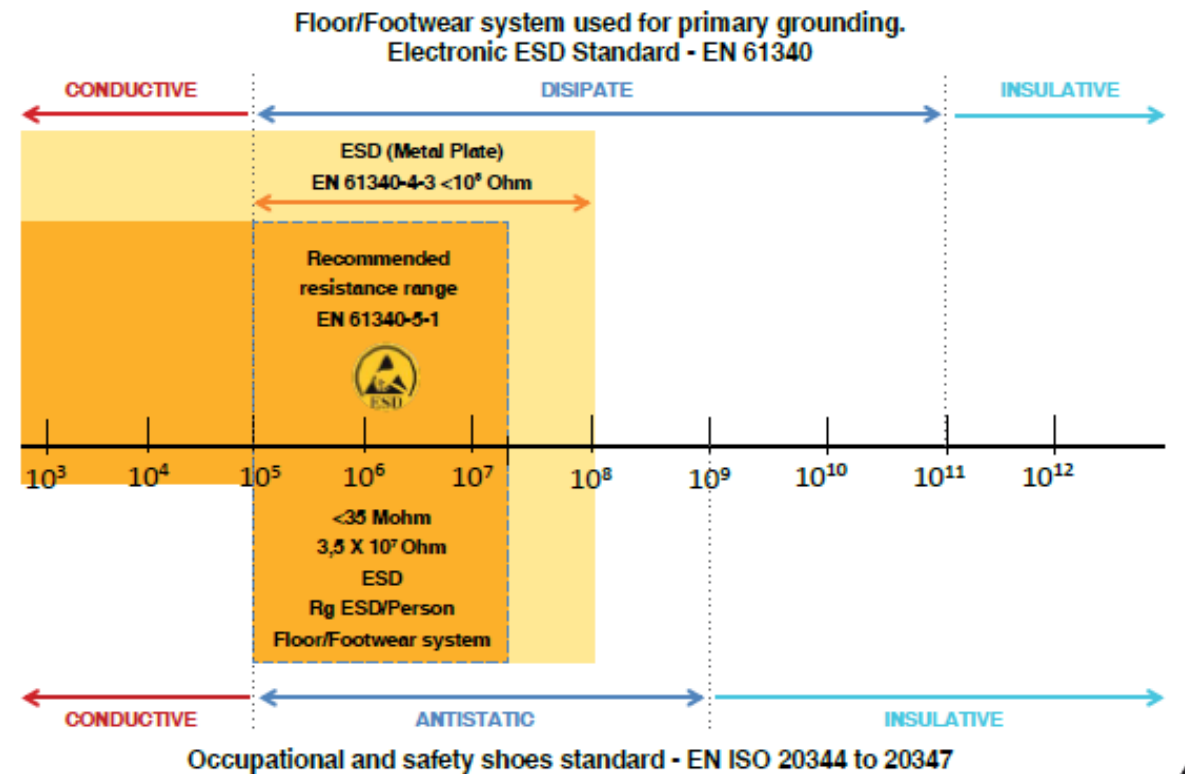 Floor/Footwear system used for primary grounding.
Electronic ESD Standard - EN 61340
CONDUCTIVE DISIPATE INSULATIVE
ESD (Metal Plate)
EN 61340-4-3 <10⁸ Ohm
Recommended
resistance range
EN 61340-5-1
ESD
10³ 10⁴ 10⁵ 10⁶ 10⁷ 10⁸ 10⁹ 10¹⁰ 10¹¹ 10¹²
<35 Mohm
3,5 X 10⁷ Ohm
ESD
Rg ESD/Person
Floor/Footwear system
CONDUCTIVE ANTISTATIC INSULATIVE
Occupational and safety shoes standard - EN ISO 20344 to 20347